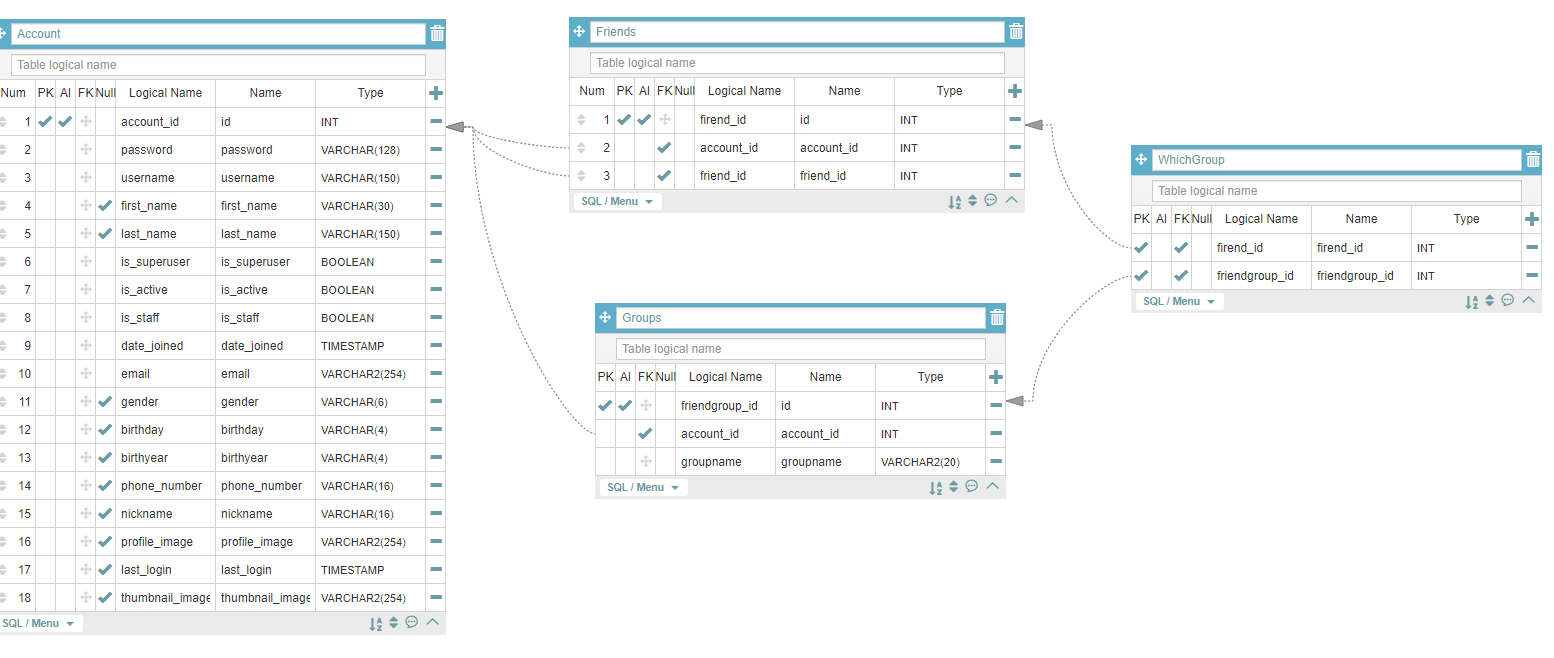 Account
Table logical name
Num PK AI FK Null Logical Name Name Type
1 account_id id INT
2 password password VARCHAR(128)
3 username username VARCHAR(150)
4 first_name first_name VARCHAR(30)
5 last_name last_name VARCHAR(150)
6 is_superuser is_superuser BOOLEAN
7 is_active is_active BOOLEAN
8 is_staff is_staff BOOLEAN
9 date_joined date_joined TIMESTAMP
10 email email VARCHAR2(254)
11 gender gender VARCHAR(6)
12 birthday birthday VARCHAR(4)
13 birthyear birthyear VARCHAR(4)
14 phone_number phone_number VARCHAR(16)
15 nickname nickname VARCHAR(16)
16 profile_image profile_image VARCHAR2(254)
17 last_login last_login TIMESTAMP
18 thumbnail_image thumbnail_image VARCHAR2(254)
SQL / Menu
Friends
Table logical name
Num PK AI FK Null Logical Name Name Type
1 firend_id id INT
2 account_id account_id INT
3 friend_id friend_id INT
SQL / Menu
Groups
Table logical name
PK AI FK Null Logical Name Name Type
friendgroup_id id INT
account_id account_id INT
groupname groupname VARCHAR2(20)
SQL / Menu
WhichGroup
Table logical name
PK AI FK Null Logical Name Name Type
firend_id firend_id INT
friendgroup_id friendgroup_id INT
SQL / Menu